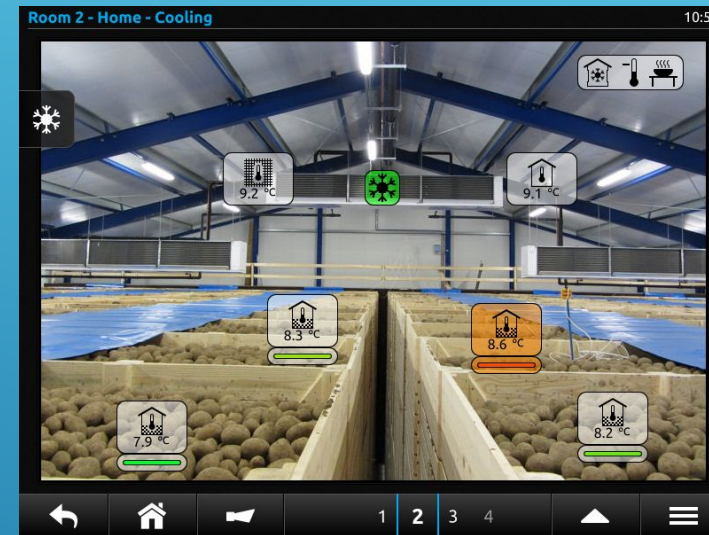 Room 2 - Home - Cooling
10:5
9.2 °C
9.1 °C
8.3 °C
8.6 °C
7.9 °C
8.2 °C
1 2 3 4